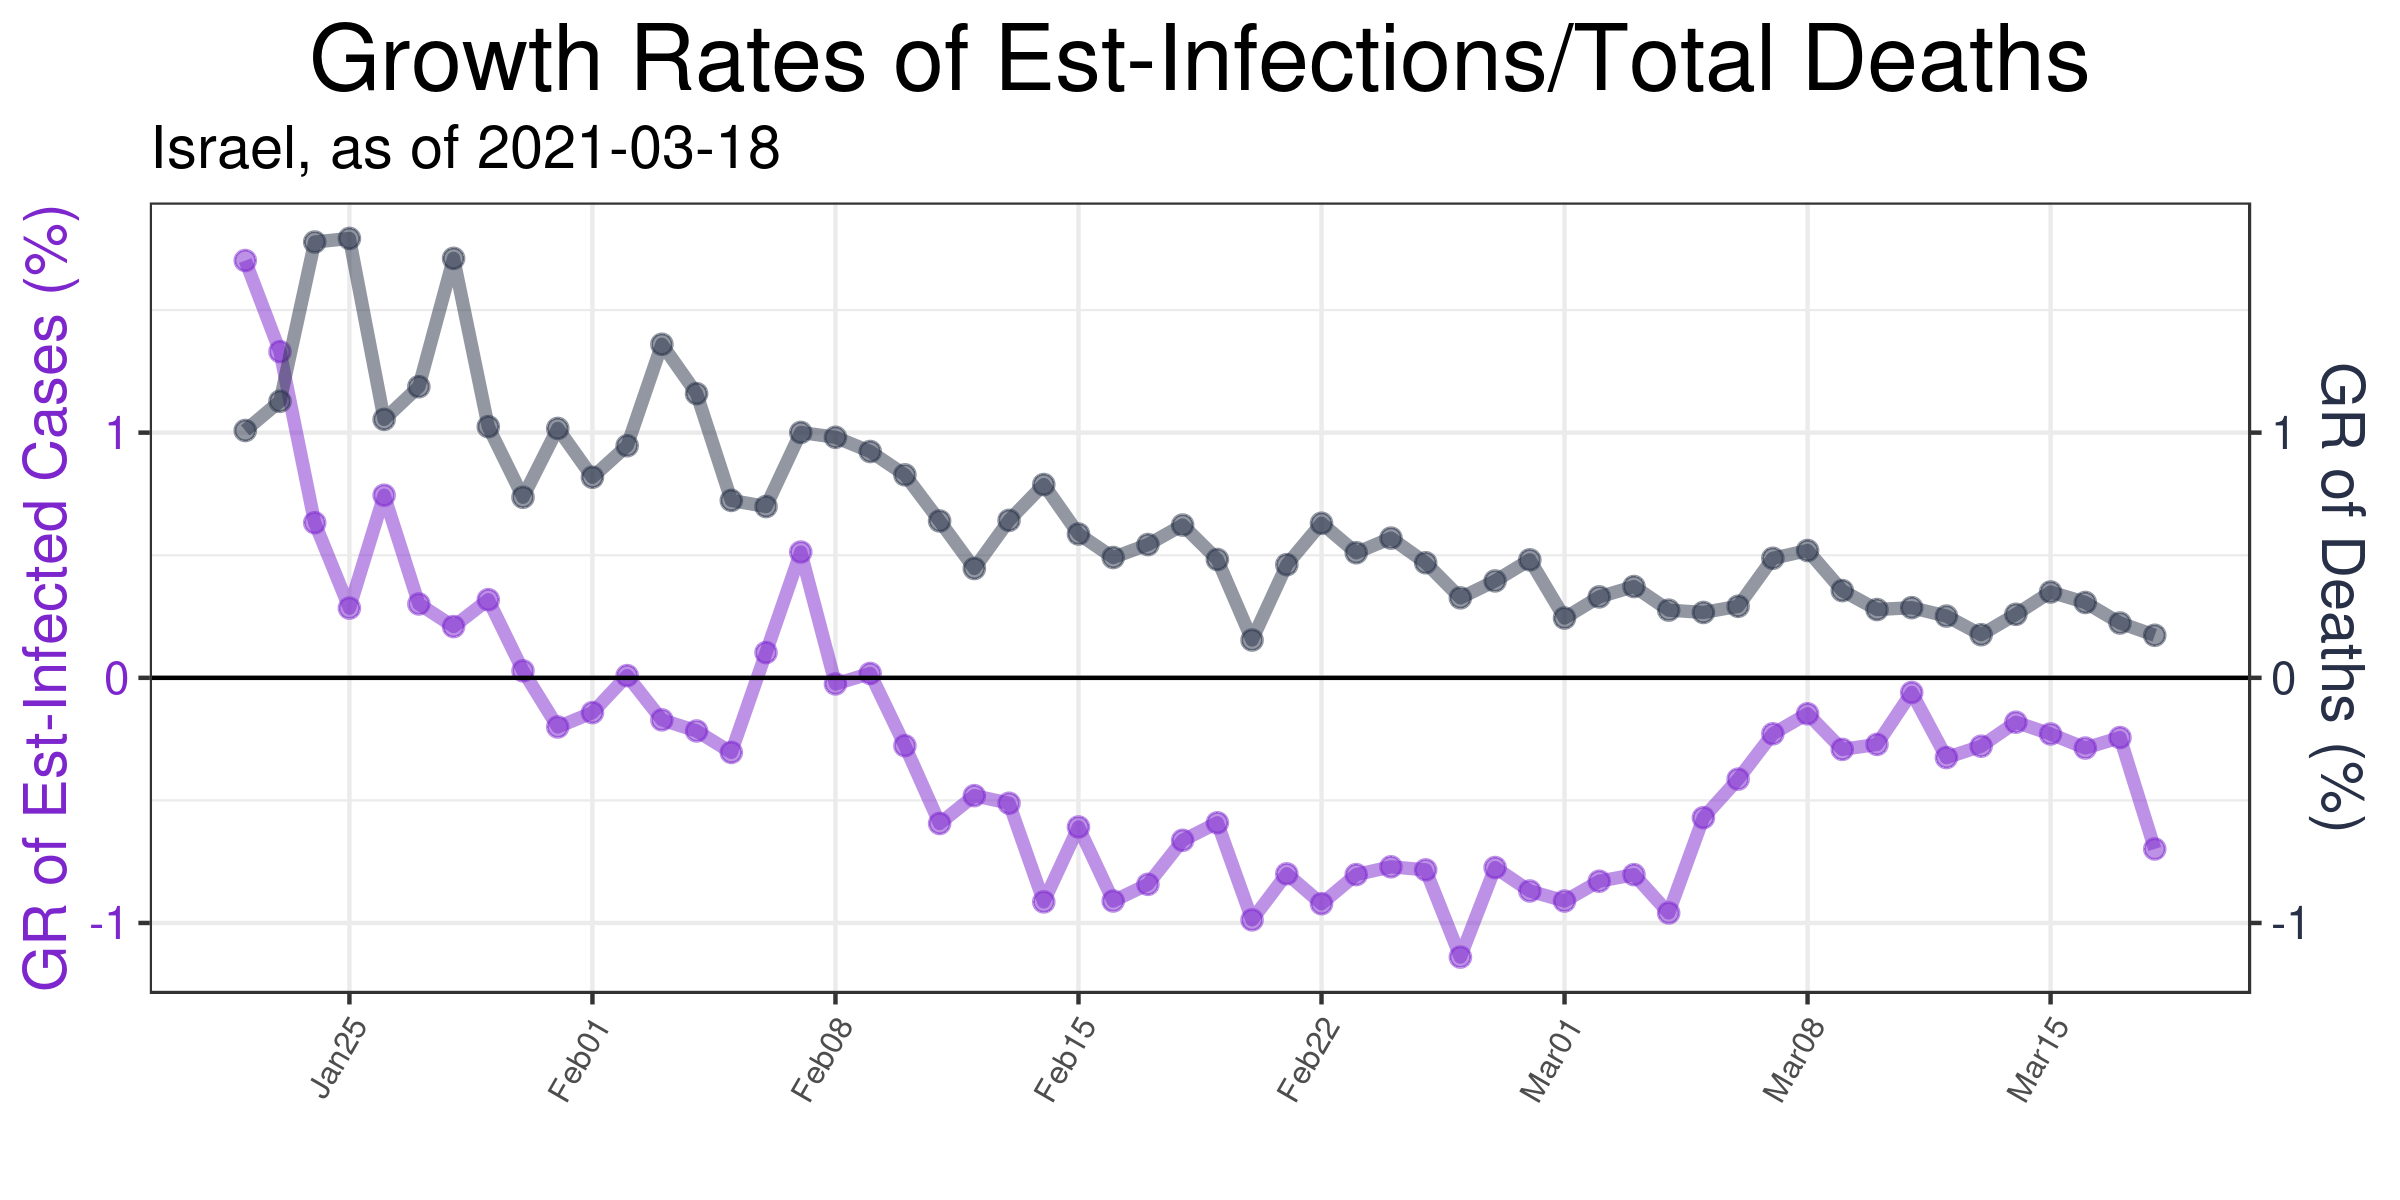 Growth Rates of Est-Infections/Total Deaths
Israel, as of 2021-03-18
GR of Est-Infected Cases (%)
1
0
-1
1
0
-1
GR of Deaths (%)
Jan25
Feb01
Feb08
Feb15
Feb22
Mar01
Mar08
Mar15